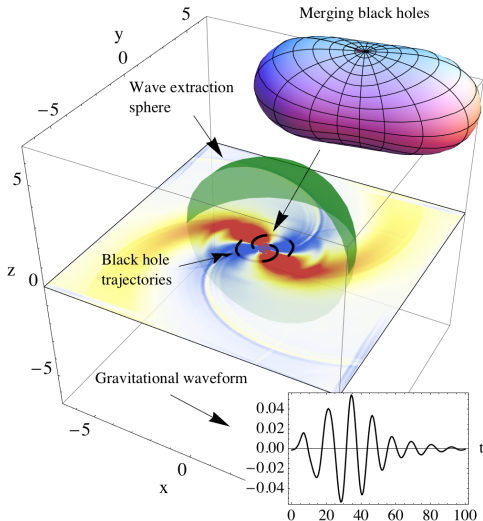 Merging black holes
5
y
0
−5
Wave extraction
sphere
5
z
0
−5
Black hole
trajectories
Gravitational waveform
−5
0
x
0.04
0.02
0.00
−0.02
−0.04
t
0 20 40 60 80 100